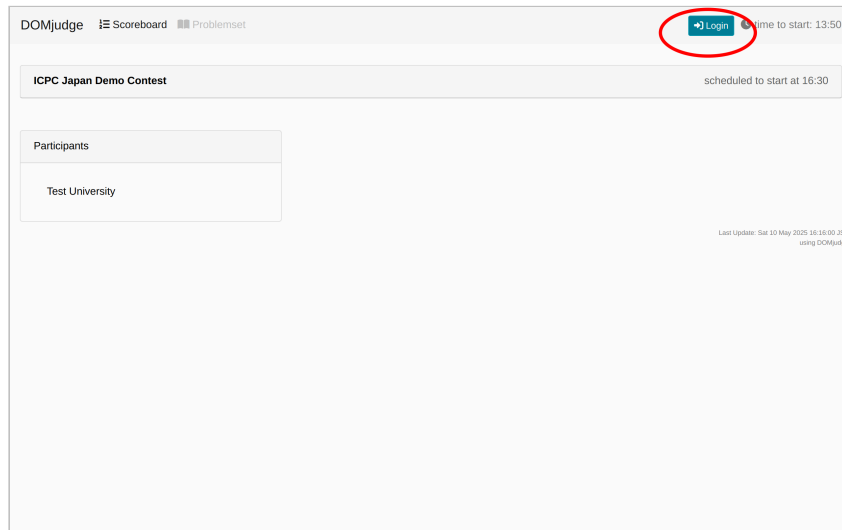 DOMjudge Scoreboard Problemset Login time to start: 13:50
ICPC Japan Demo Contest scheduled to start at 16:30
Participants
Test University
Last Update: Sat 10 May 2025 16:16:00
using